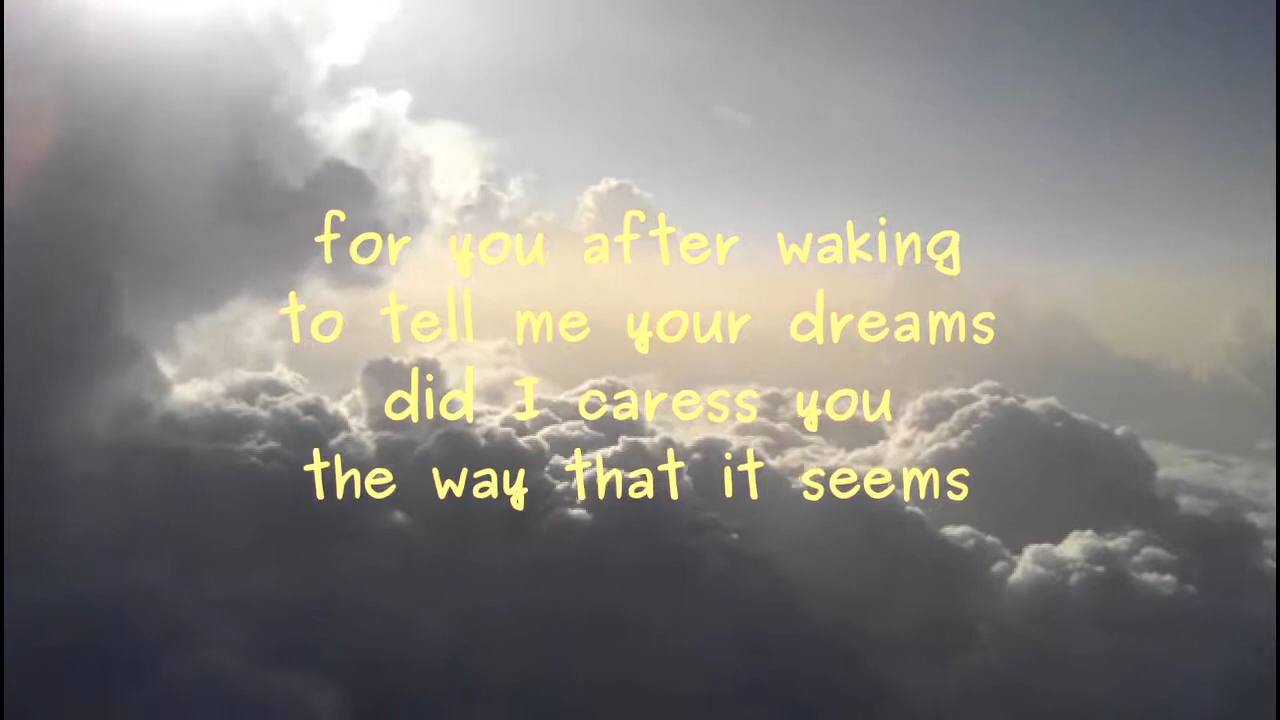 for you after waking
to tell me your dreams
did I caress you
the way that it seems